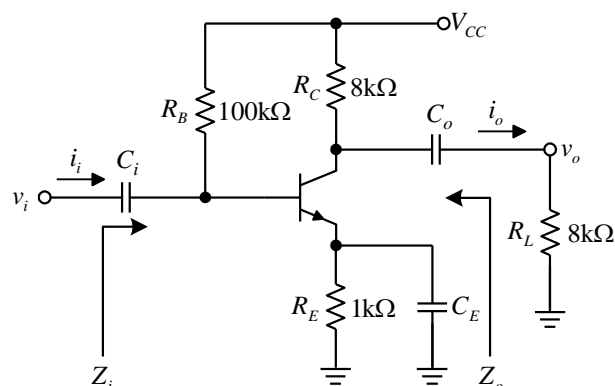 V_CC
R_C 8kΩ
R_B 100kΩ
C_o
i_o
i_i
C_i
v_i
v_o
R_L 8kΩ
R_E 1kΩ
C_E
Z_i
Z_o